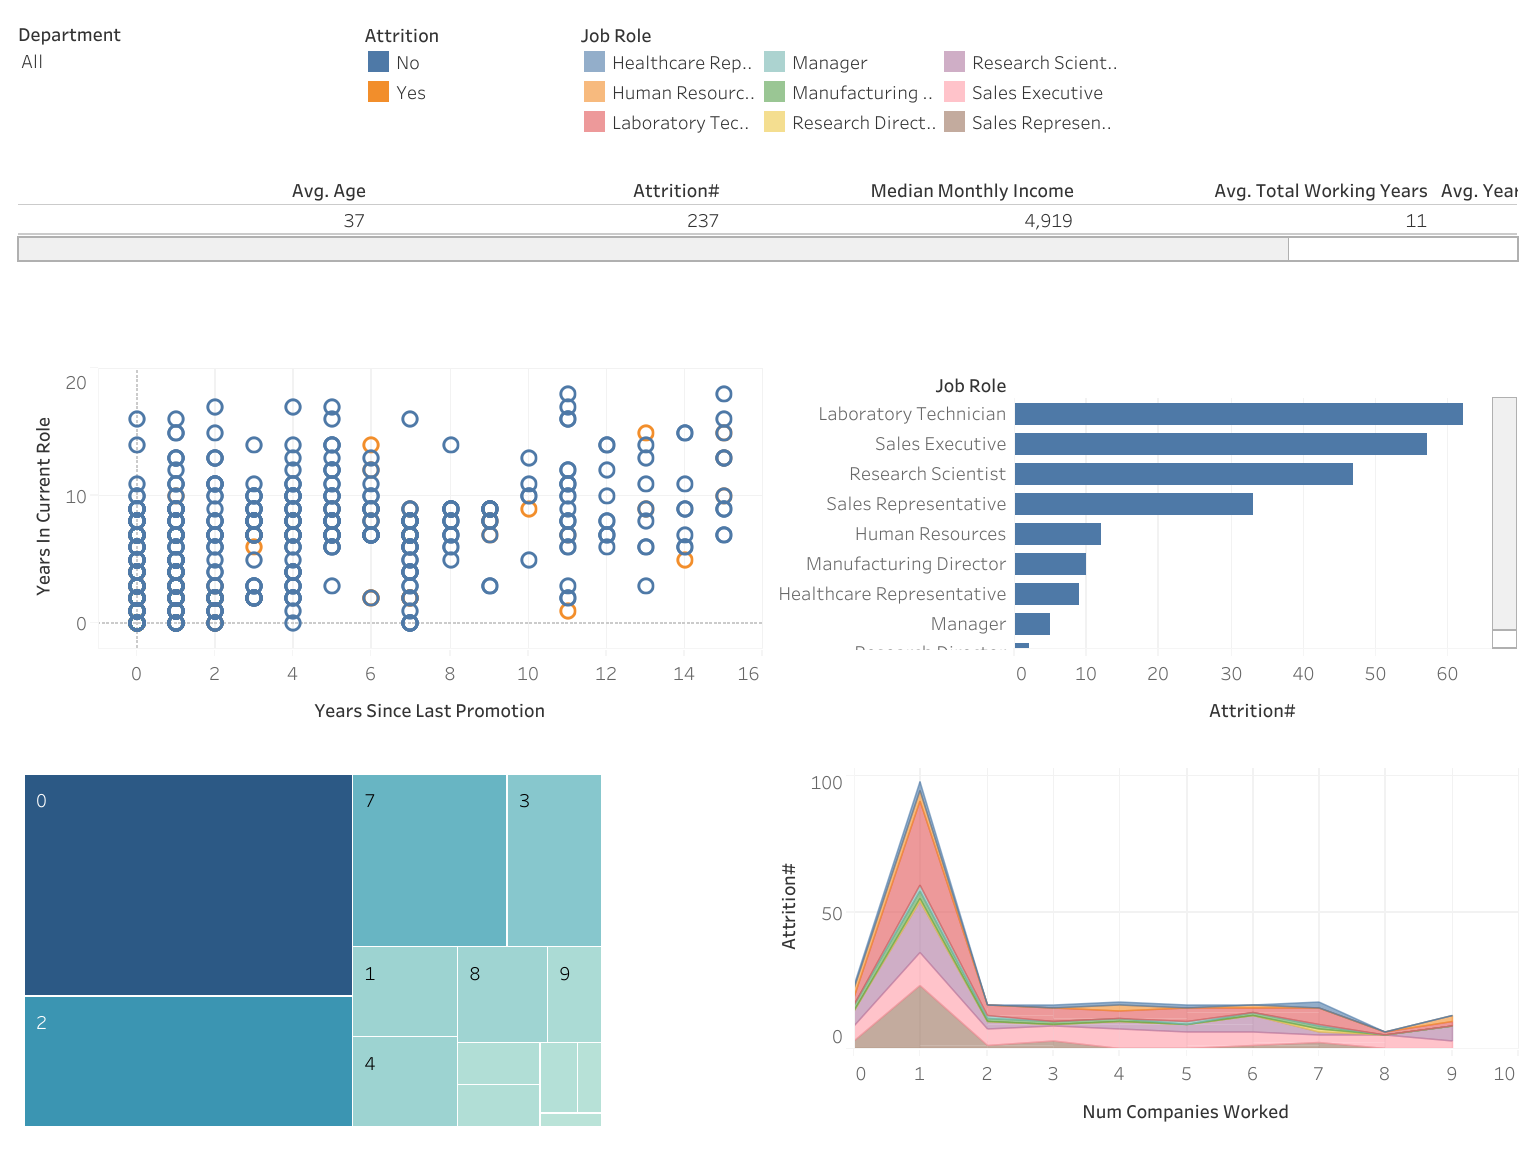 Department
All
Attrition
No
Yes
Job Role
Healthcare Rep..
Human Resourc..
Laboratory Tec..
Manager
Manufacturing ..
Research Direct..
Research Scient..
Sales Executive
Sales Represen..
Avg. Age Attrition# Median Monthly Income Avg. Total Working Years Avg. Year
37 237 4,919 11
20
10
0
Years In Current Role
0 2 4 6 8 10 12 14 16
Years Since Last Promotion
Job Role
Laboratory Technician
Sales Executive
Research Scientist
Sales Representative
Human Resources
Manufacturing Director
Healthcare Representative
Manager
Research Director
0 10 20 30 40 50 60
Attrition#
0 7 3
1 8 9
2
4
100
50
0
Attrition#
0 1 2 3 4 5 6 7 8 9 10
Num Companies Worked